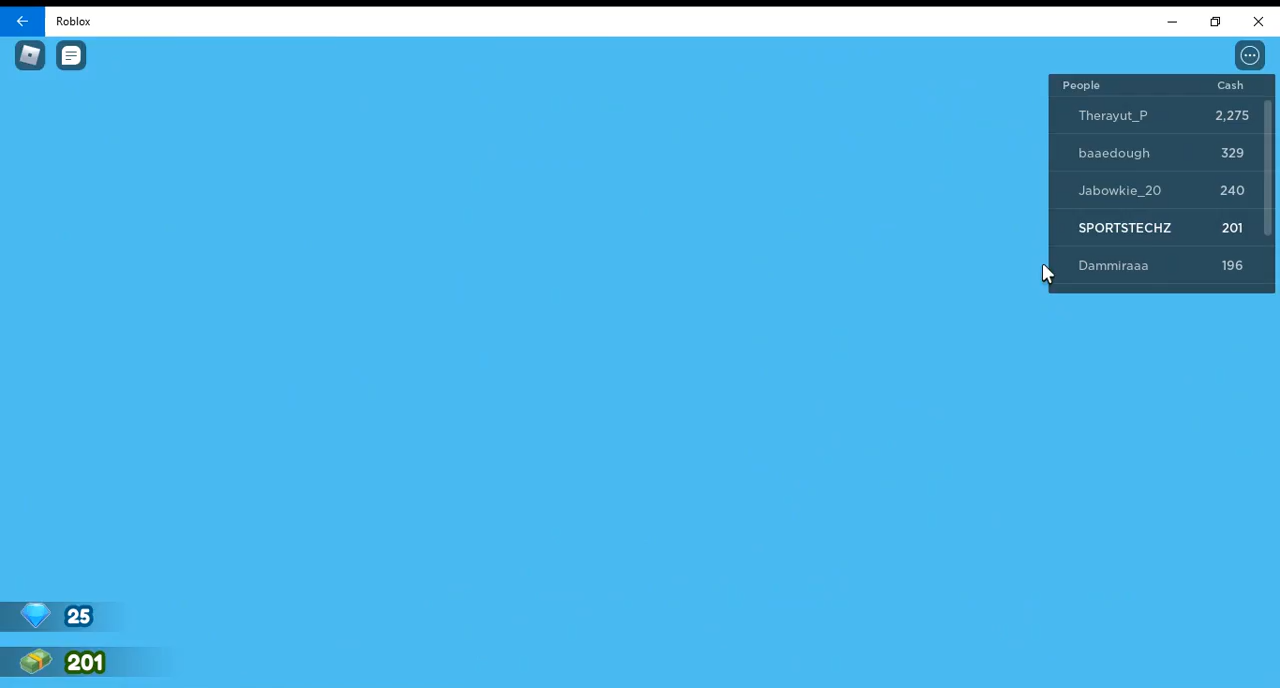 Roblox
People Cash
Therayut_P 2,275
baaedough 329
Jabowkie_20 240
SPORTSTECHZ 201
Dammiraaa 196
25
201